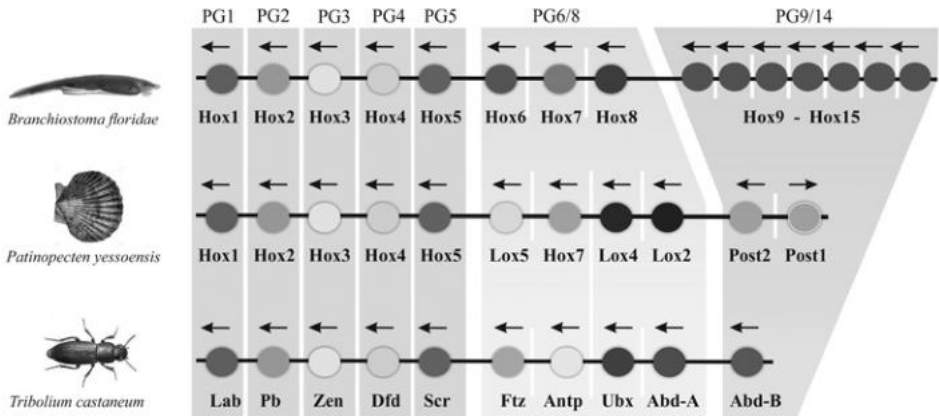 PG1 PG2 PG3 PG4 PG5 PG6/8 PG9/14
Branchiostoma floridae
Hox1 Hox2 Hox3 Hox4 Hox5 Hox6 Hox7 Hox8 Hox9 - Hox15
Patinopecten yessoensis
Hox1 Hox2 Hox3 Hox4 Hox5 Lox5 Hox7 Lox4 Lox2 Post2 Post1
Tribolium castaneum
Lab Pb Zen Dfd Scr Ftz Antp Ubx Abd-A Abd-B